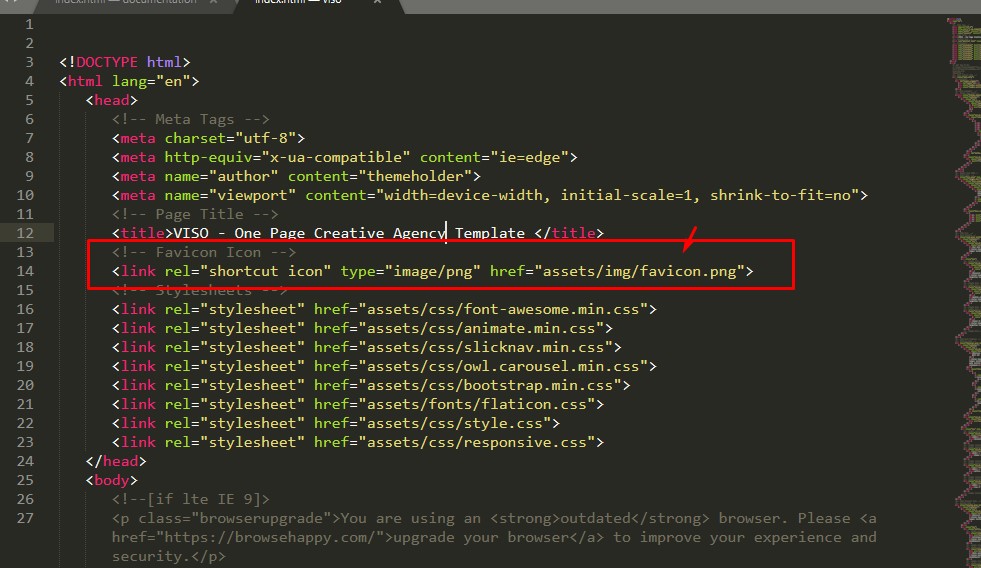 index.html — documentation × index.html — viso ×
1
2
3 <!DOCTYPE html>
4 <html lang="en">
5 <head>
6 <!-- Meta Tags -->
7 <meta charset="utf-8">
8 <meta http-equiv="x-ua-compatible" content="ie=edge">
9 <meta name="author" content="themeholder">
10 <meta name="viewport" content="width=device-width, initial-scale=1, shrink-to-fit=no">
11 <!-- Page Title -->
12 <title>VISO - One Page Creative Agency Template </title>
13 <!-- Favicon Icon -->
14 <link rel="shortcut icon" type="image/png" href="assets/img/favicon.png">
15 <!-- Stylesheets -->
16 <link rel="stylesheet" href="assets/css/font-awesome.min.css">
17 <link rel="stylesheet" href="assets/css/animate.min.css">
18 <link rel="stylesheet" href="assets/css/slicknav.min.css">
19 <link rel="stylesheet" href="assets/css/owl.carousel.min.css">
20 <link rel="stylesheet" href="assets/css/bootstrap.min.css">
21 <link rel="stylesheet" href="assets/fonts/flaticon.css">
22 <link rel="stylesheet" href="assets/css/style.css">
23 <link rel="stylesheet" href="assets/css/responsive.css">
24 </head>
25 <body>
26 <!--[if lte IE 9]>
27 <p class="browserupgrade">You are using an <strong>outdated</strong> browser. Please <a
href="https://browsehappy.com/">upgrade your browser</a> to improve your experience and
security.</p>